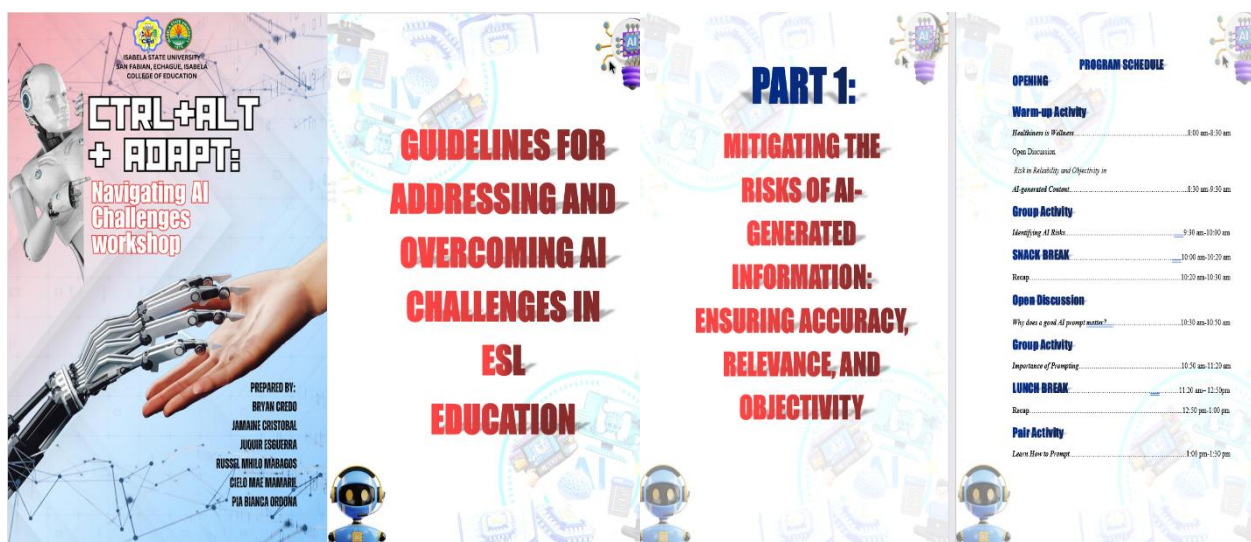 ISABELA STATE UNIVERSITY
SAN FABIAN, ECHAGUE, ISABELA
COLLEGE OF EDUCATION
CTRL+ALT
+ ADAPT:
Navigating AI
Challenges
workshop
PREPARED BY:
BRYAN CREDO
JAMAINE CRISTOBAL
JUQUIR ESGUERRA
RUSSEL MHILO MABAGOS
CIELO MAE MAMARIL
PIA BIANCA ORDONA
GUIDELINES FOR
ADDRESSING AND
OVERCOMING AI
CHALLENGES IN
ESL
EDUCATION
PART 1:
MITIGATING THE
RISKS OF AI-
GENERATED
INFORMATION:
ENSURING ACCURACY,
RELEVANCE, AND
OBJECTIVITY
PROGRAM SCHEDULE
OPENING
Warm-up Activity
Healthiness is Wellness 8:00 am-8:30 am
Open Discussion
Risk in Reliability and Objectivity in
AI-generated Content 8:30 am-9:30 am
Group Activity
Identifying AI Risks 9:30 am-10:00 am
SNACK BREAK 10:00 am-10:20 am
Recap 10:20 am-10:30 am
Open Discussion
Why does a good AI prompt matter? 10:30 am-10:50 am
Group Activity
Importance of Prompting 10:50 am-11:20 am
LUNCH BREAK 11:20 am– 12:50pm
Recap 12:50 pm-1:00 pm
Pair Activity
Learn How to Prompt 1:00 pm-1:30 pm